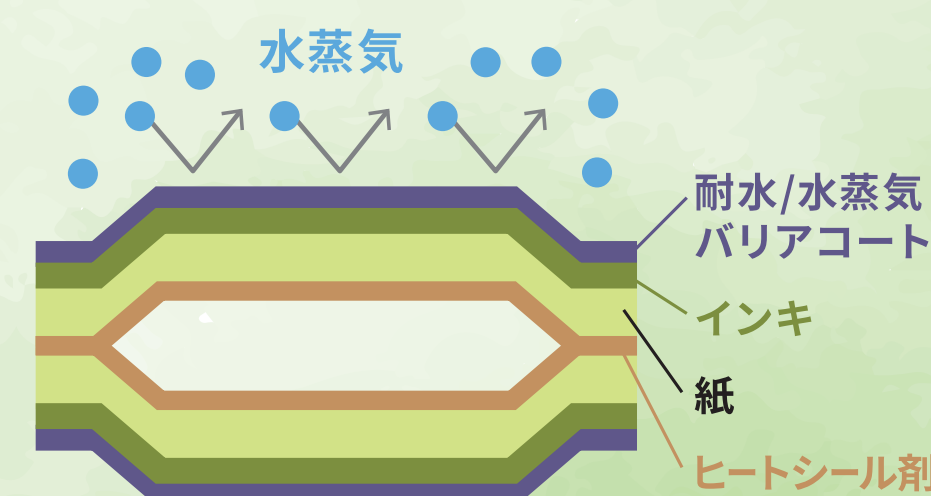 水蒸気
耐水/水蒸気
バリアコート
インキ
紙
ヒートシール剤